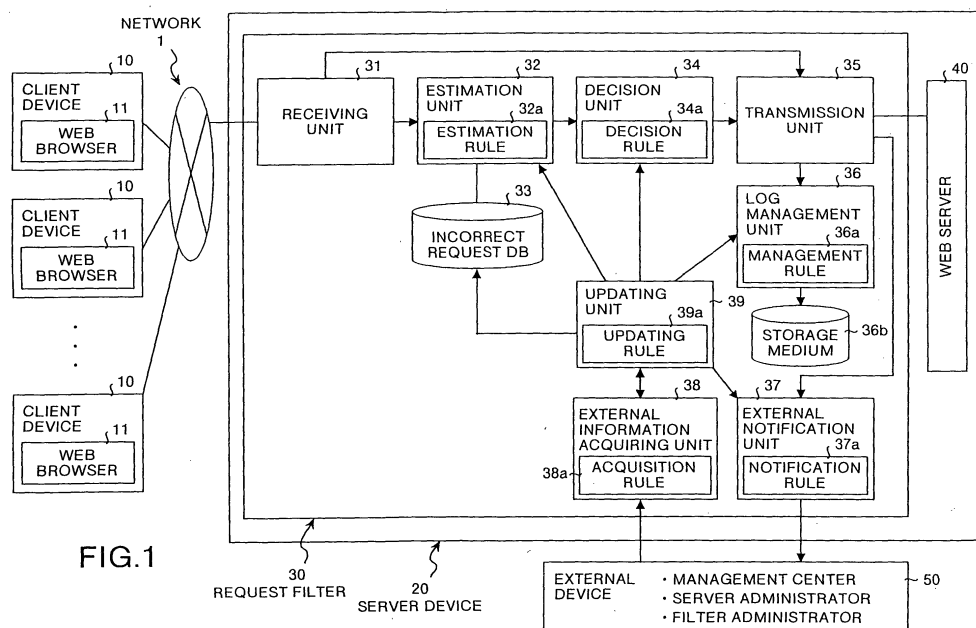 NETWORK
1
10
CLIENT
DEVICE
11
WEB
BROWSER
10
CLIENT
DEVICE
11
WEB
BROWSER
10
CLIENT
DEVICE
11
WEB
BROWSER
31
RECEIVING
UNIT
32
ESTIMATION
UNIT
32a
ESTIMATION
RULE
33
INCORRECT
REQUEST DB
34
DECISION
UNIT
34a
DECISION
RULE
35
TRANSMISSION
UNIT
36
LOG
MANAGEMENT
UNIT
36a
MANAGEMENT
RULE
STORAGE
MEDIUM
36b
40
WEB SERVER
UPDATING
UNIT
39
39a
UPDATING
RULE
38
EXTERNAL
INFORMATION
ACQUIRING UNIT
38a
ACQUISITION
RULE
37
EXTERNAL
NOTIFICATION
UNIT
37a
NOTIFICATION
RULE
FIG.1
30
REQUEST FILTER
20
SERVER DEVICE
EXTERNAL
DEVICE
• MANAGEMENT CENTER
• SERVER ADMINISTRATOR
• FILTER ADMINISTRATOR
50